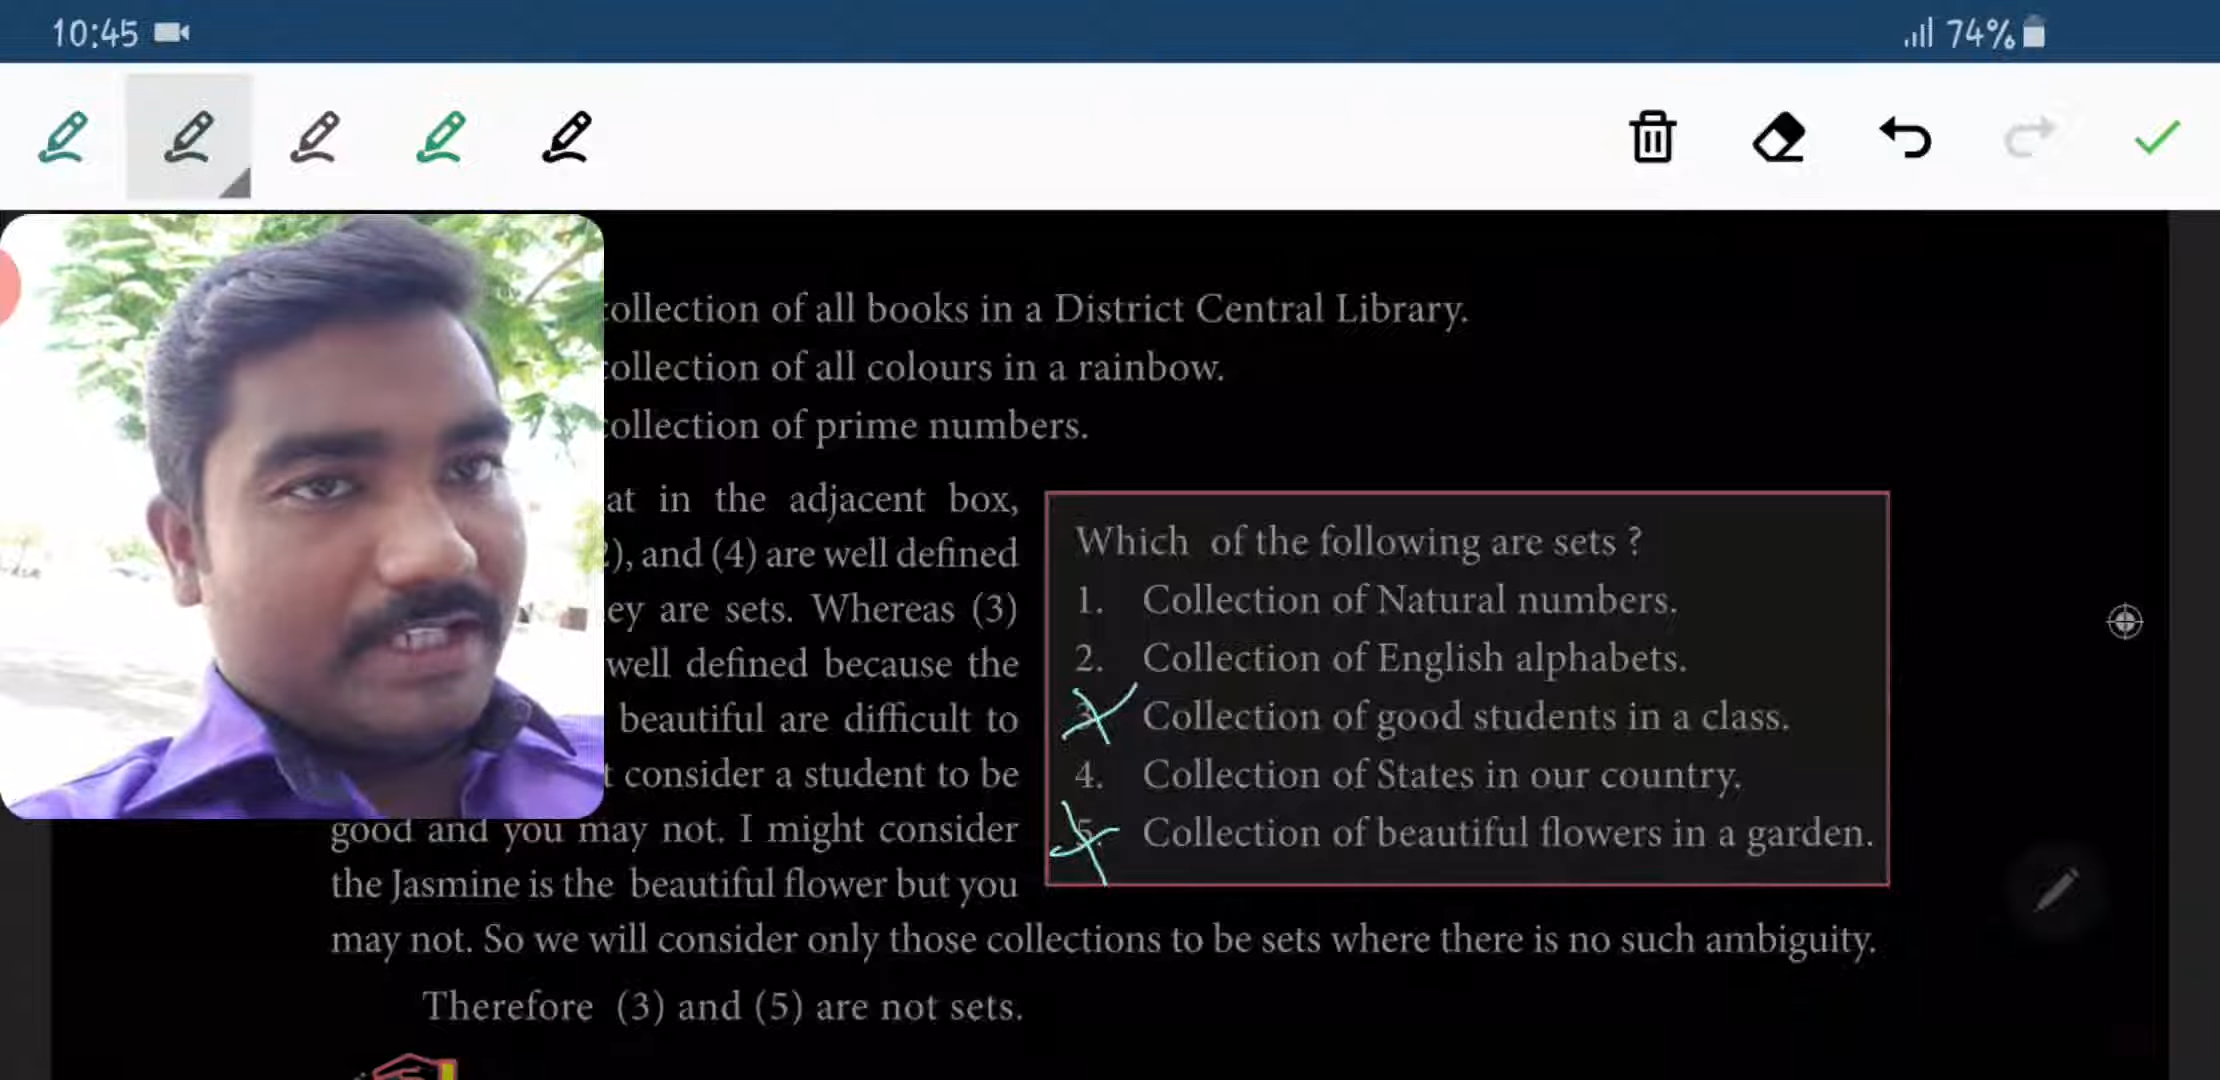 10:45
74%
collection of all books in a District Central Library.
collection of all colours in a rainbow.
collection of prime numbers.
at in the adjacent box,
), and (4) are well defined
ey are sets. Whereas (3)
well defined because the
beautiful are difficult to
t consider a student to be
good and you may not. I might consider
the Jasmine is the beautiful flower but you
may not. So we will consider only those collections to be sets where there is no such ambiguity.
Therefore (3) and (5) are not sets.
Which of the following are sets ?
1. Collection of Natural numbers.
2. Collection of English alphabets.
3. Collection of good students in a class.
4. Collection of States in our country.
5. Collection of beautiful flowers in a garden.